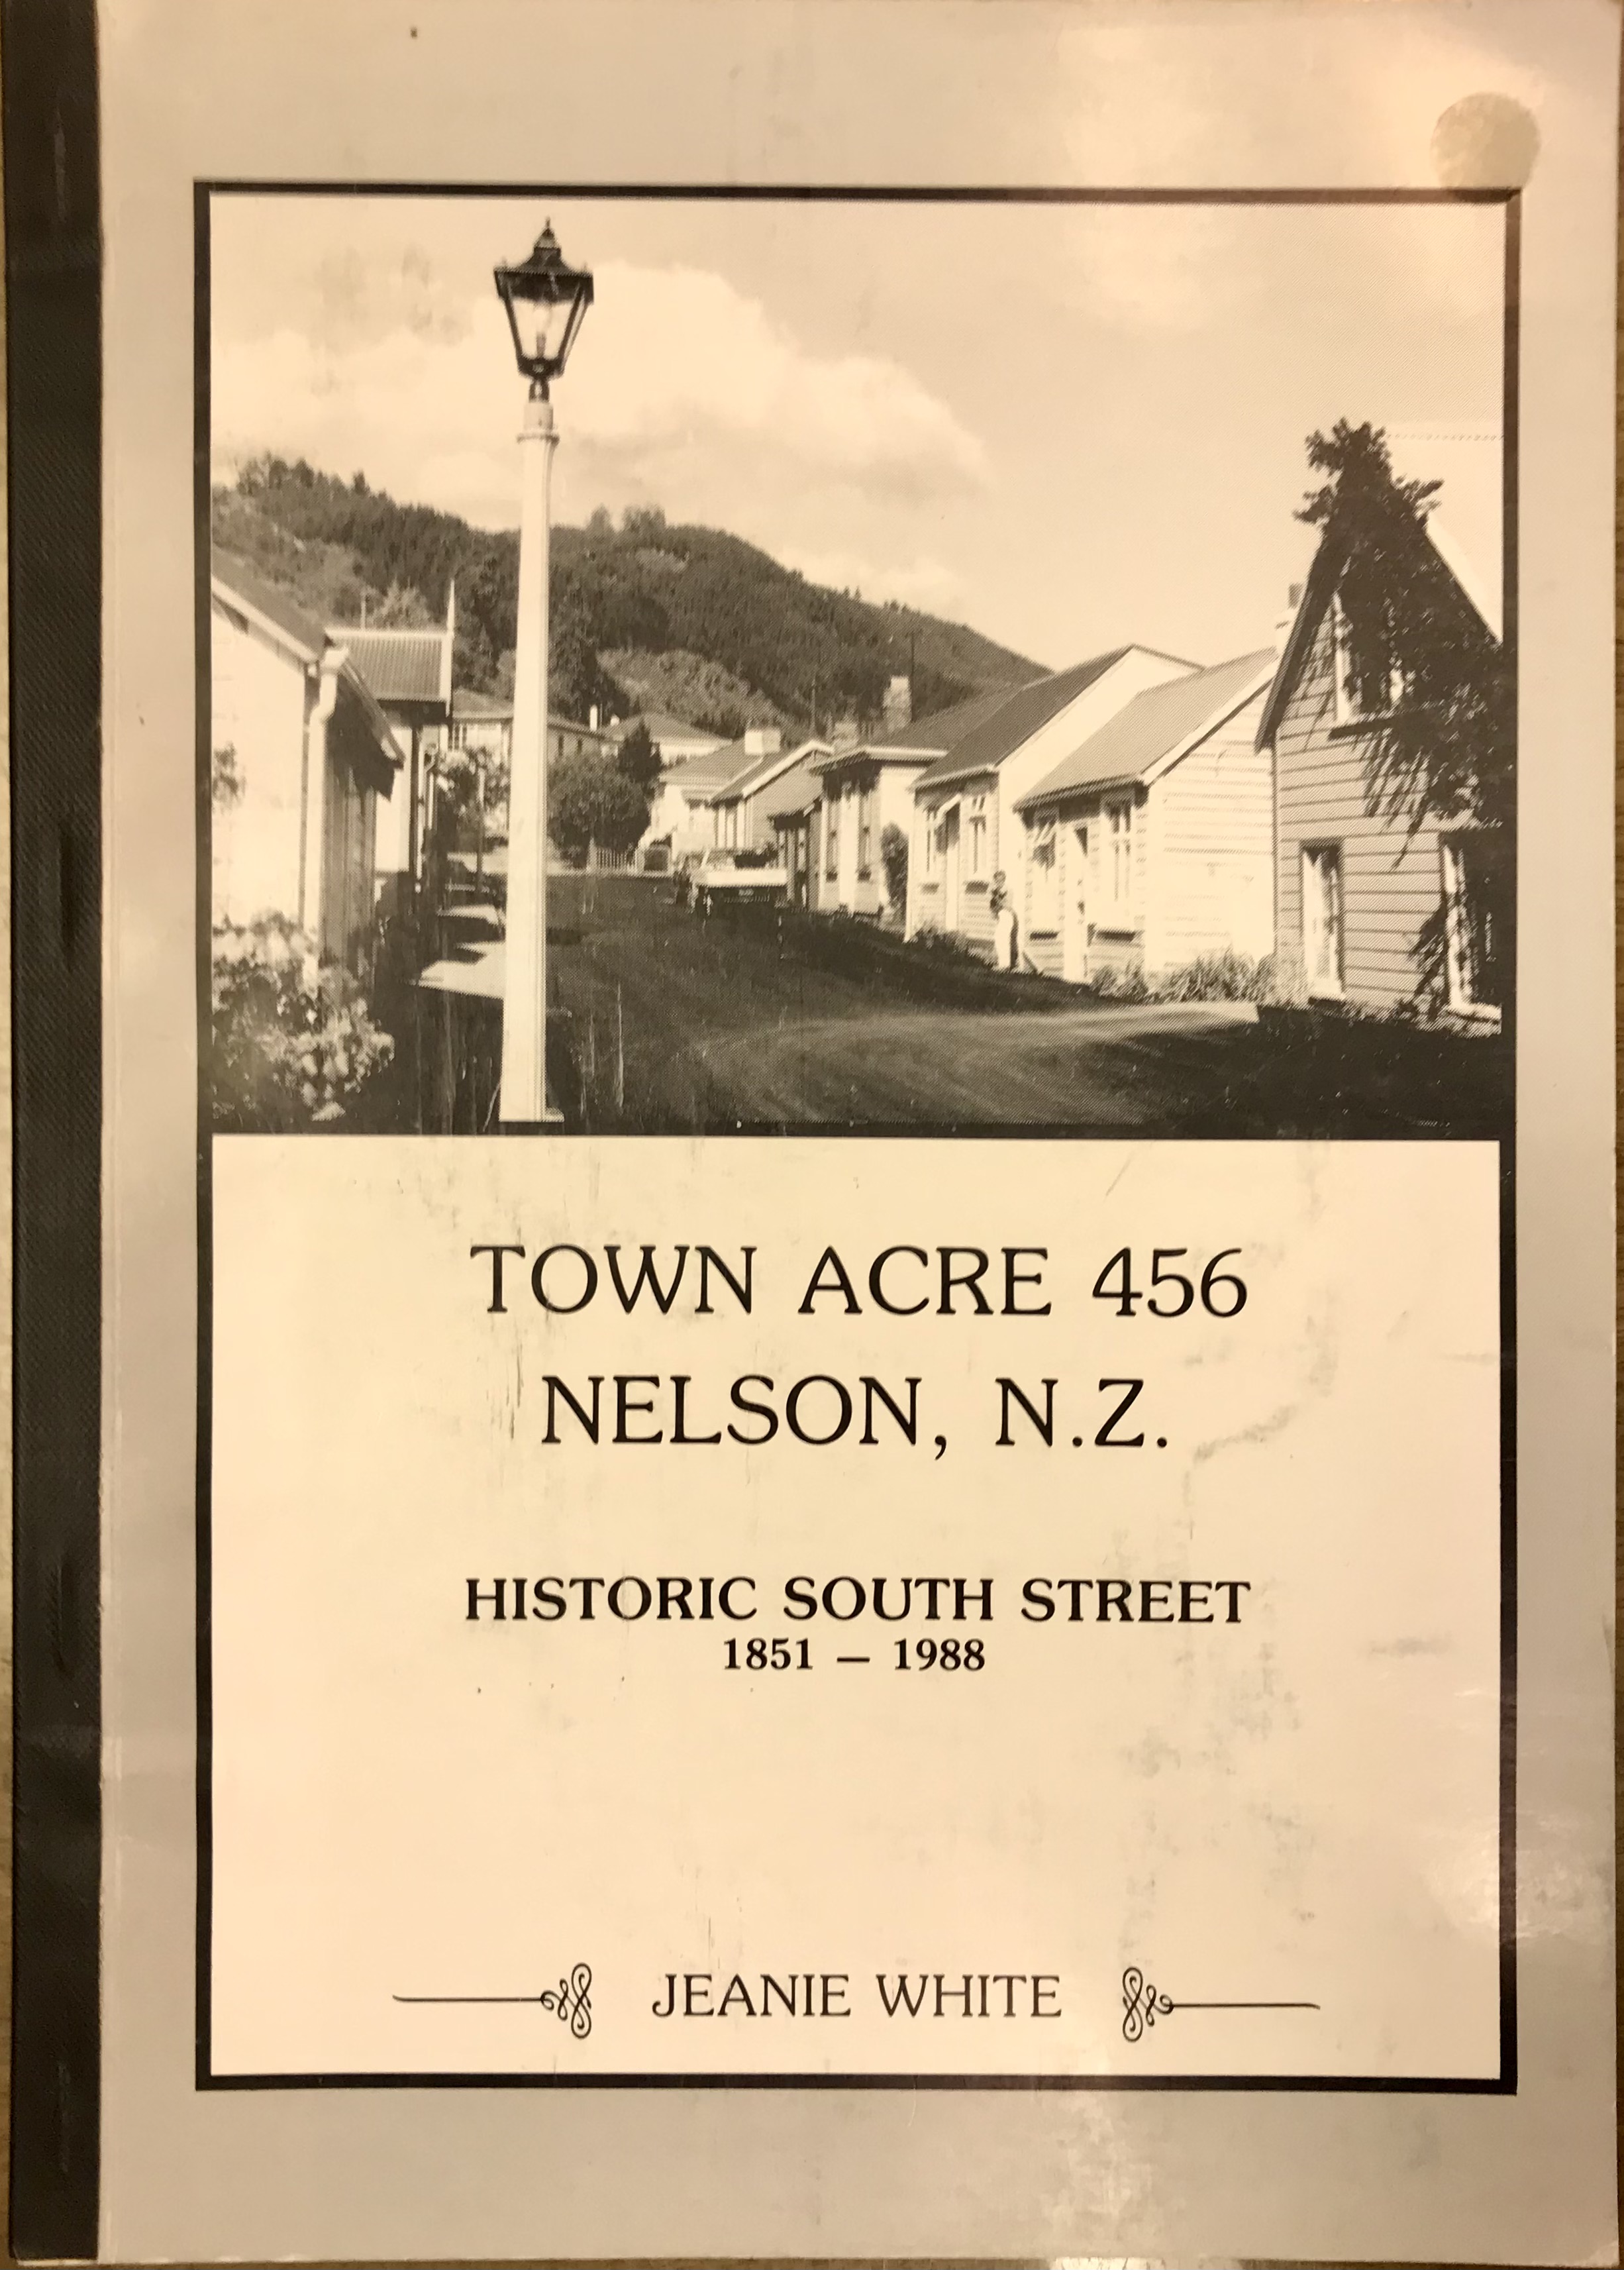 TOWN ACRE 456
NELSON, N.Z.
HISTORIC SOUTH STREET
1851 — 1988
JEANIE WHITE